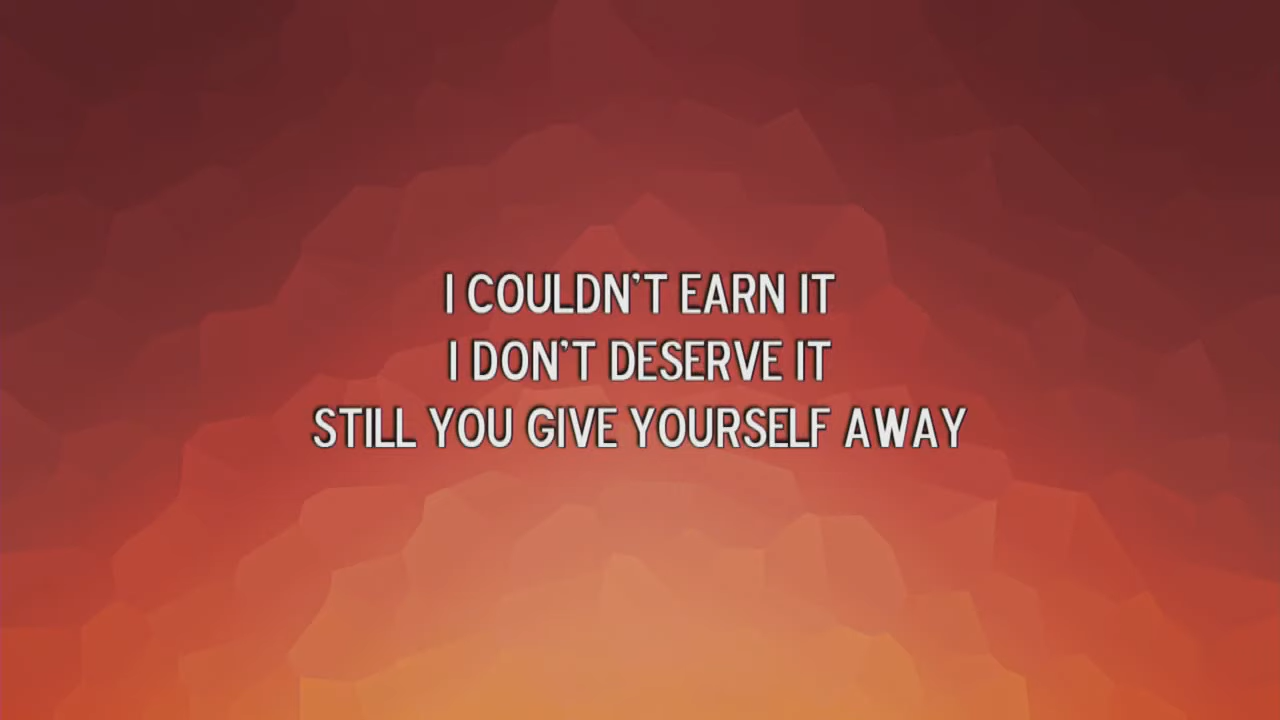 I COULDN'T EARN IT
I DON'T DESERVE IT
STILL YOU GIVE YOURSELF AWAY